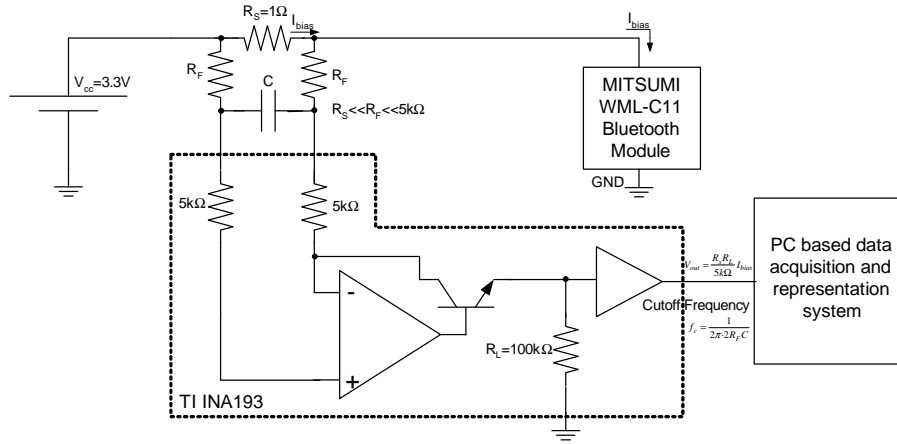 R_S=1Ω
I_bias
I_bias
V_cc=3.3V
R_F
R_F
C
R_S<<R_F<<5kΩ
MITSUMI
WML-C11
Bluetooth
Module
GND
5kΩ
5kΩ
-
+
R_L=100kΩ
TI INA193
V_out = R_s R_L / 5kΩ I_bias
Cutoff Frequency
f_c = 1 / 2π·2R_F C
PC based data
acquisition and
representation
system